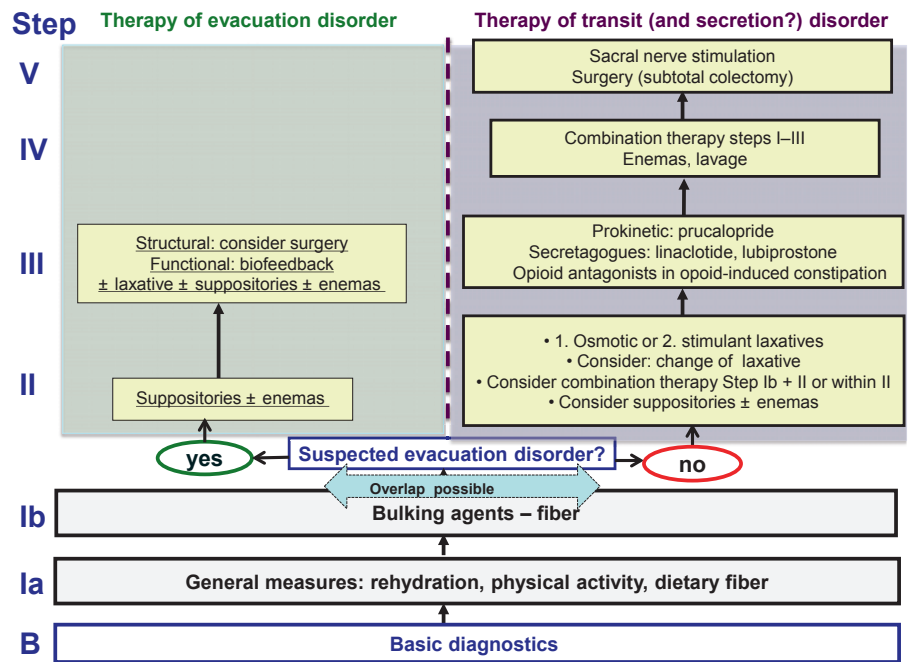 Step
Therapy of evacuation disorder
Therapy of transit (and secretion?) disorder
V
Sacral nerve stimulation
Surgery (subtotal colectomy)
IV
Combination therapy steps I–III
Enemas, lavage
III
Structural: consider surgery
Functional: biofeedback
± laxative ± suppositories ± enemas
Prokinetic: prucalopride
Secretagogues: linaclotide, lubiprostone
Opioid antagonists in opoid-induced constipation
II
Suppositories ± enemas
• 1. Osmotic or 2. stimulant laxatives
• Consider: change of laxative
• Consider combination therapy Step Ib + II or within II
• Consider suppositories ± enemas
yes
Suspected evacuation disorder?
no
Overlap possible
Ib
Bulking agents – fiber
Ia
General measures: rehydration, physical activity, dietary fiber
B
Basic diagnostics